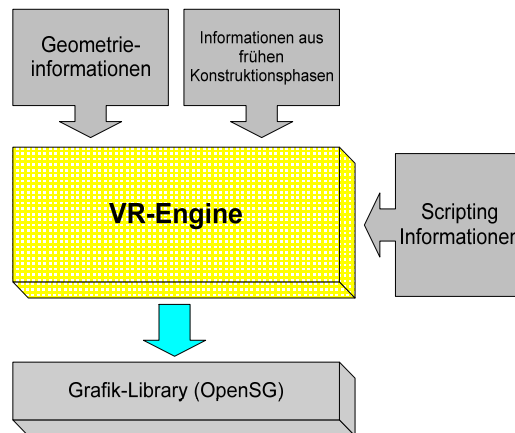 Geometrie-
informationen
Informationen aus
frühen
Konstruktionsphasen
VR-Engine
Scripting
Informationen
Grafik-Library (OpenSG)